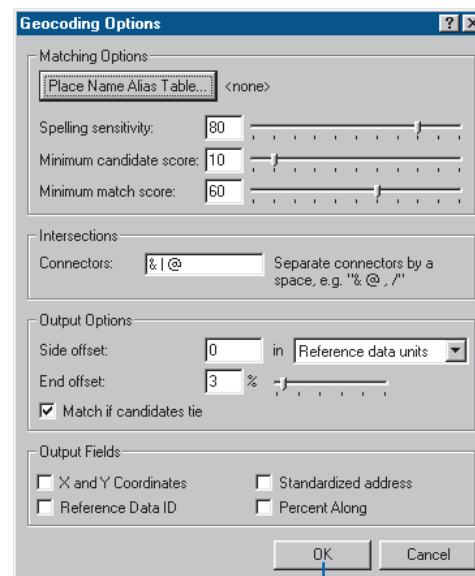 Geocoding Options
Matching Options
Place Name Alias Table... <none>
Spelling sensitivity: 80
Minimum candidate score: 10
Minimum match score: 60
Intersections
Connectors: & | @ Separate connectors by a
space, e.g. "& @ , /"
Output Options
Side offset: 0 in Reference data units
End offset: 3 %
Match if candidates tie
Output Fields
X and Y Coordinates Standardized address
Reference Data ID Percent Along
OK Cancel